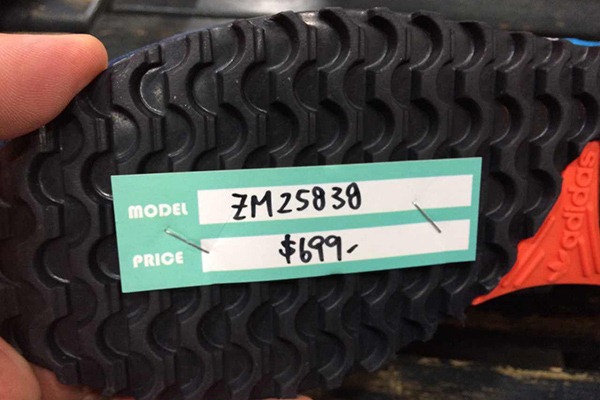 MODEL ZM25838
PRICE $699.-
adidas